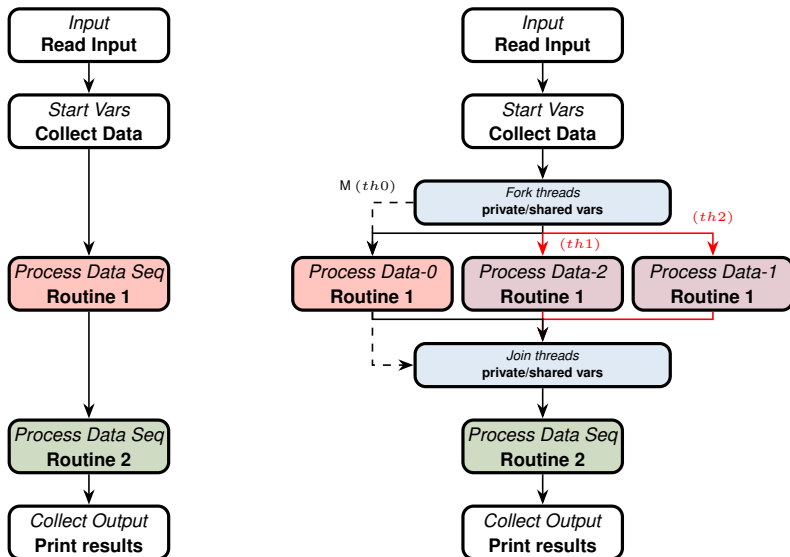 Input
Read Input
Start Vars
Collect Data
Process Data Seq
Routine 1
Process Data Seq
Routine 2
Collect Output
Print results
Input
Read Input
Start Vars
Collect Data
M (th0)
Fork threads
private/shared vars
(th2)
(th1)
Process Data-0
Routine 1
Process Data-2
Routine 1
Process Data-1
Routine 1
Join threads
private/shared vars
Process Data Seq
Routine 2
Collect Output
Print results